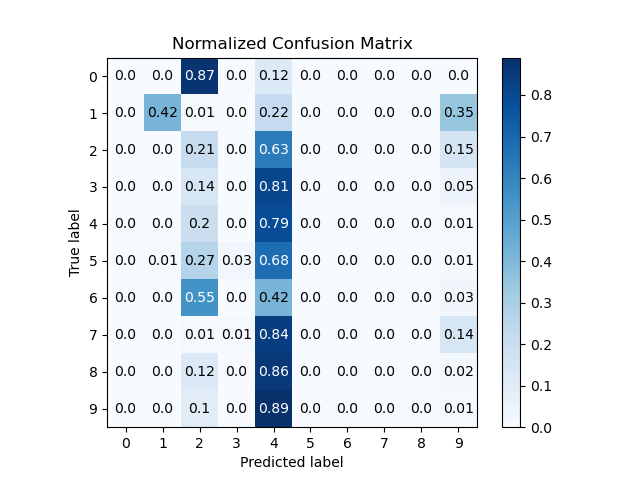 Normalized Confusion Matrix
True label
0 0.0 0.0 0.87 0.0 0.12 0.0 0.0 0.0 0.0 0.0
1 0.0 0.42 0.01 0.0 0.22 0.0 0.0 0.0 0.0 0.35
2 0.0 0.0 0.21 0.0 0.63 0.0 0.0 0.0 0.0 0.15
3 0.0 0.0 0.14 0.0 0.81 0.0 0.0 0.0 0.0 0.05
4 0.0 0.0 0.2 0.0 0.79 0.0 0.0 0.0 0.0 0.01
5 0.0 0.01 0.27 0.03 0.68 0.0 0.0 0.0 0.0 0.01
6 0.0 0.0 0.55 0.0 0.42 0.0 0.0 0.0 0.0 0.03
7 0.0 0.0 0.01 0.01 0.84 0.0 0.0 0.0 0.0 0.14
8 0.0 0.0 0.12 0.0 0.86 0.0 0.0 0.0 0.0 0.02
9 0.0 0.0 0.1 0.0 0.89 0.0 0.0 0.0 0.0 0.01
0 1 2 3 4 5 6 7 8 9
Predicted label
0.8
0.7
0.6
0.5
0.4
0.3
0.2
0.1
0.0